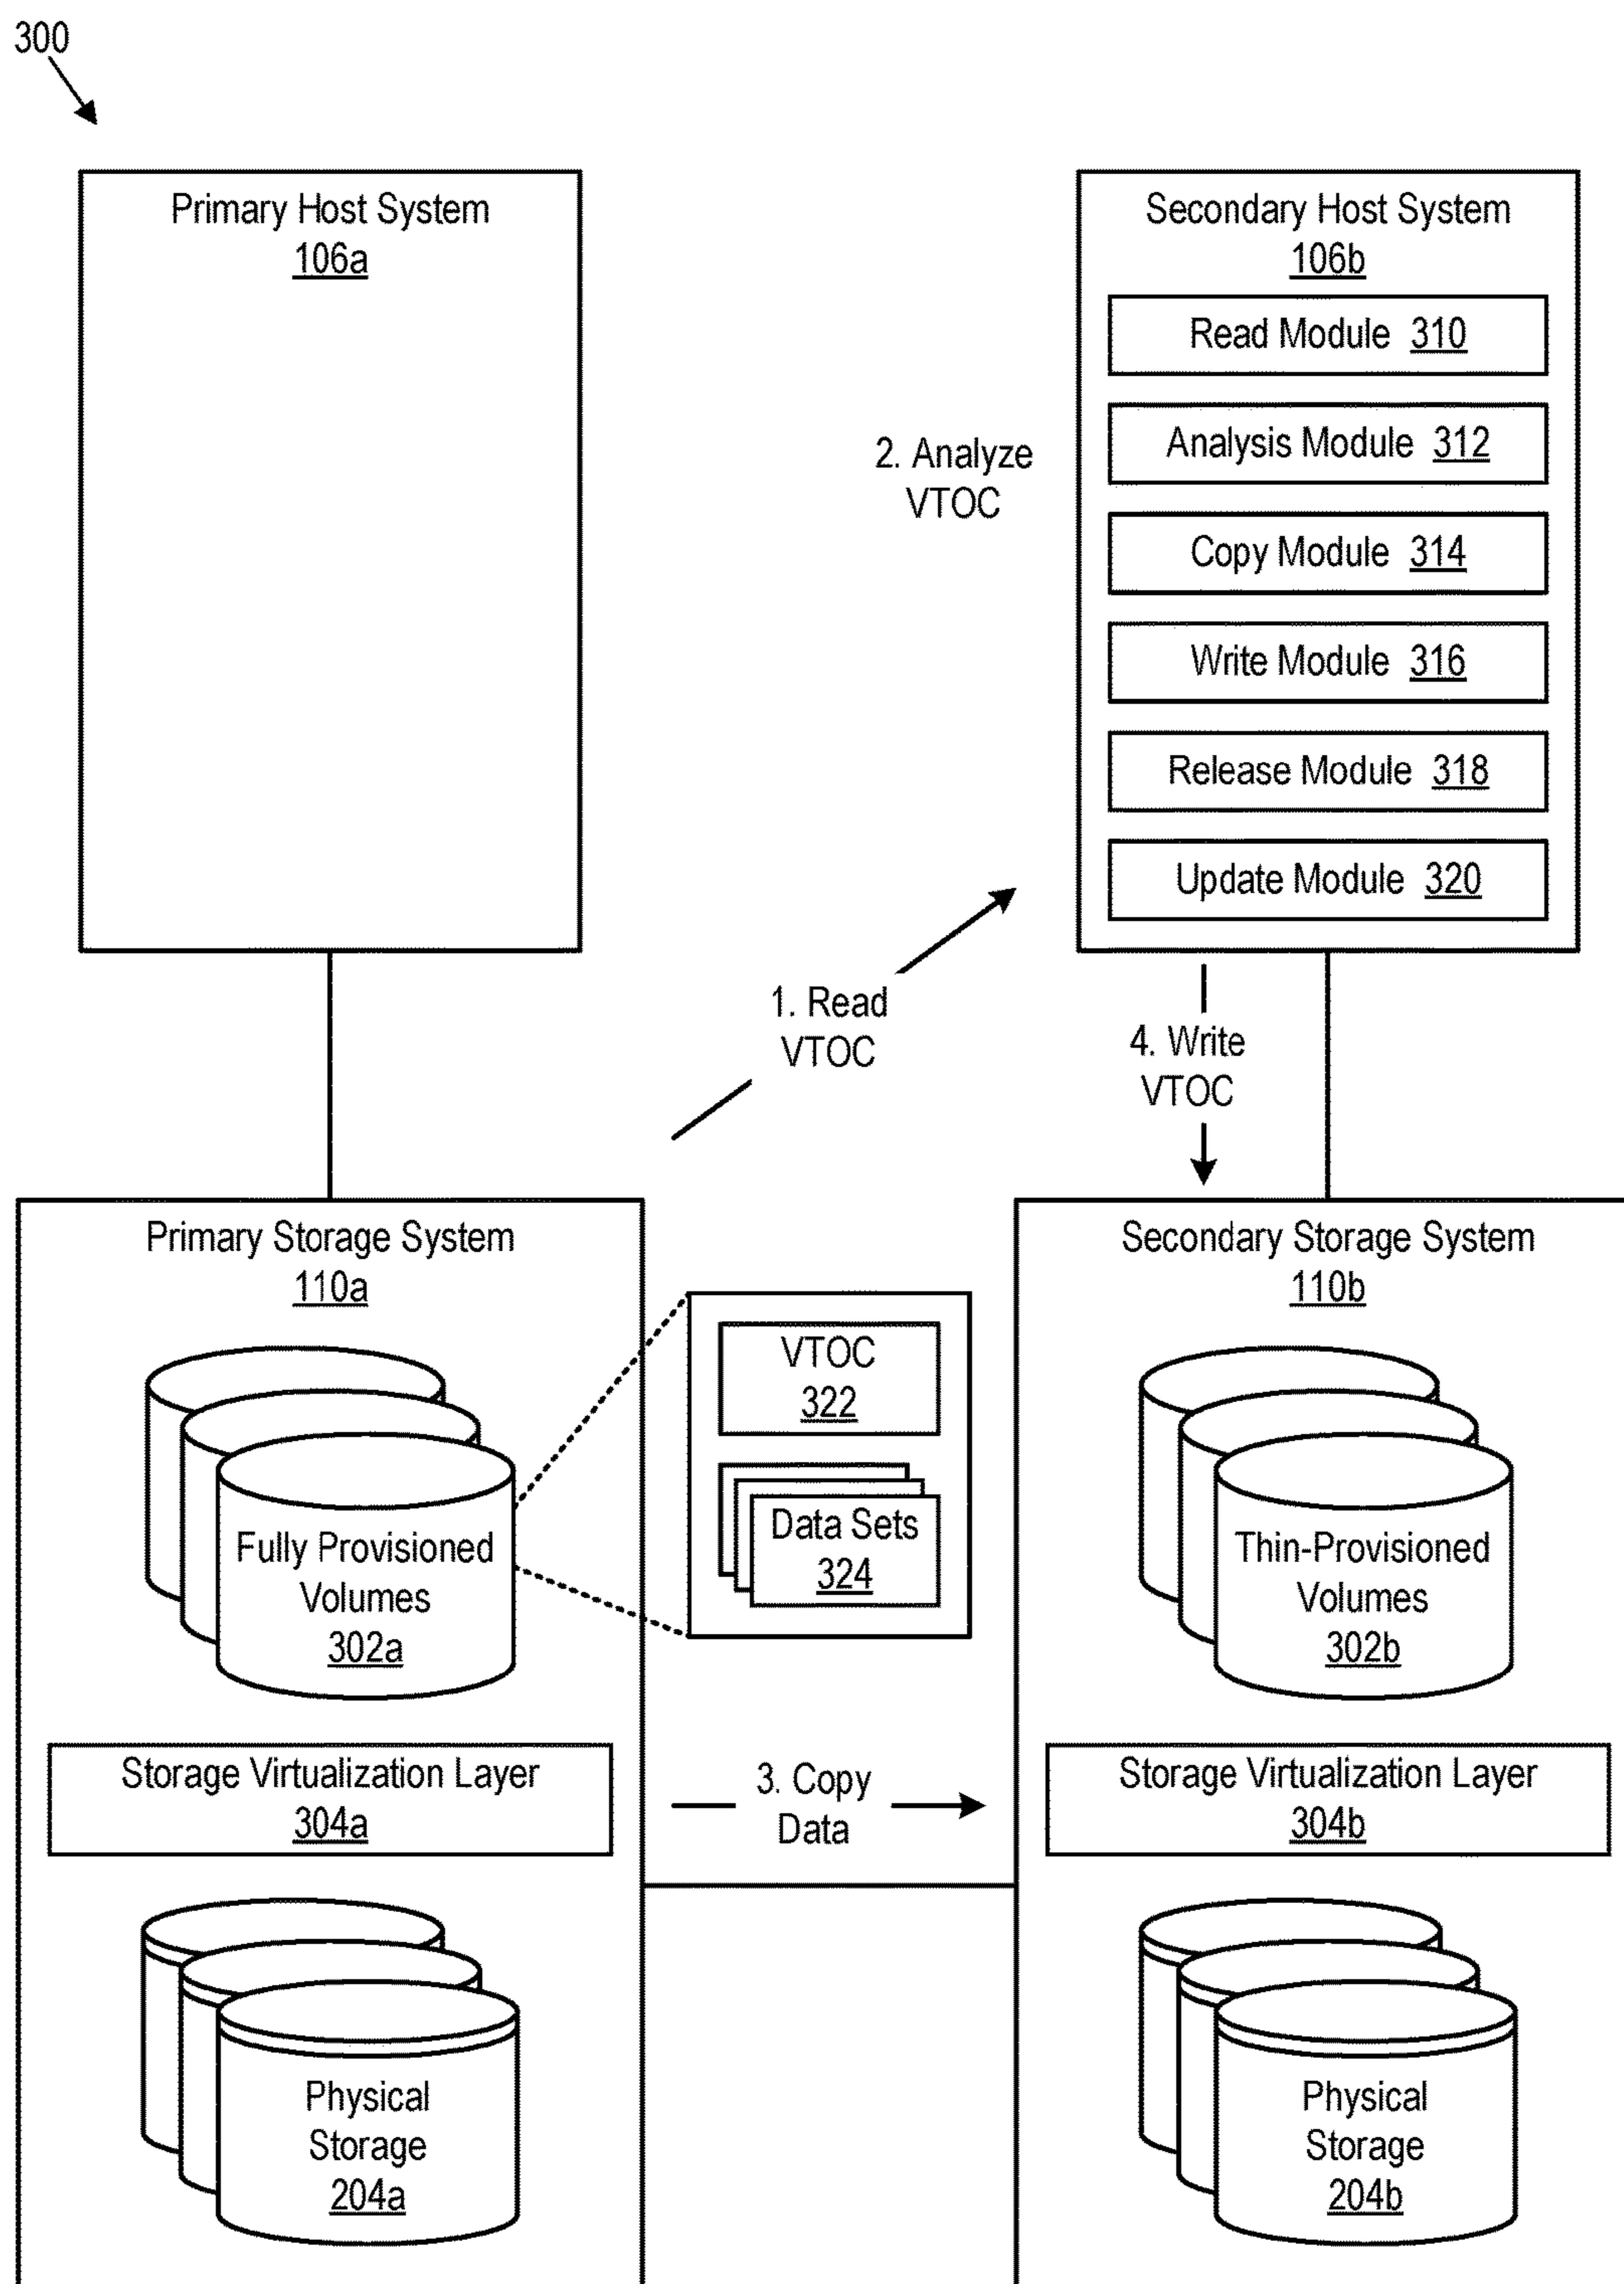 300
Primary Host System
106a
Secondary Host System
106b
Read Module 310
Analysis Module 312
Copy Module 314
Write Module 316
Release Module 318
Update Module 320
2. Analyze
VTOC
1. Read
VTOC
4. Write
VTOC
Primary Storage System
110a
Fully Provisioned
Volumes
302a
Storage Virtualization Layer
304a
Physical
Storage
204a
VTOC
322
Data Sets
324
3. Copy
Data
Secondary Storage System
110b
Thin-Provisioned
Volumes
302b
Storage Virtualization Layer
304b
Physical
Storage
204b